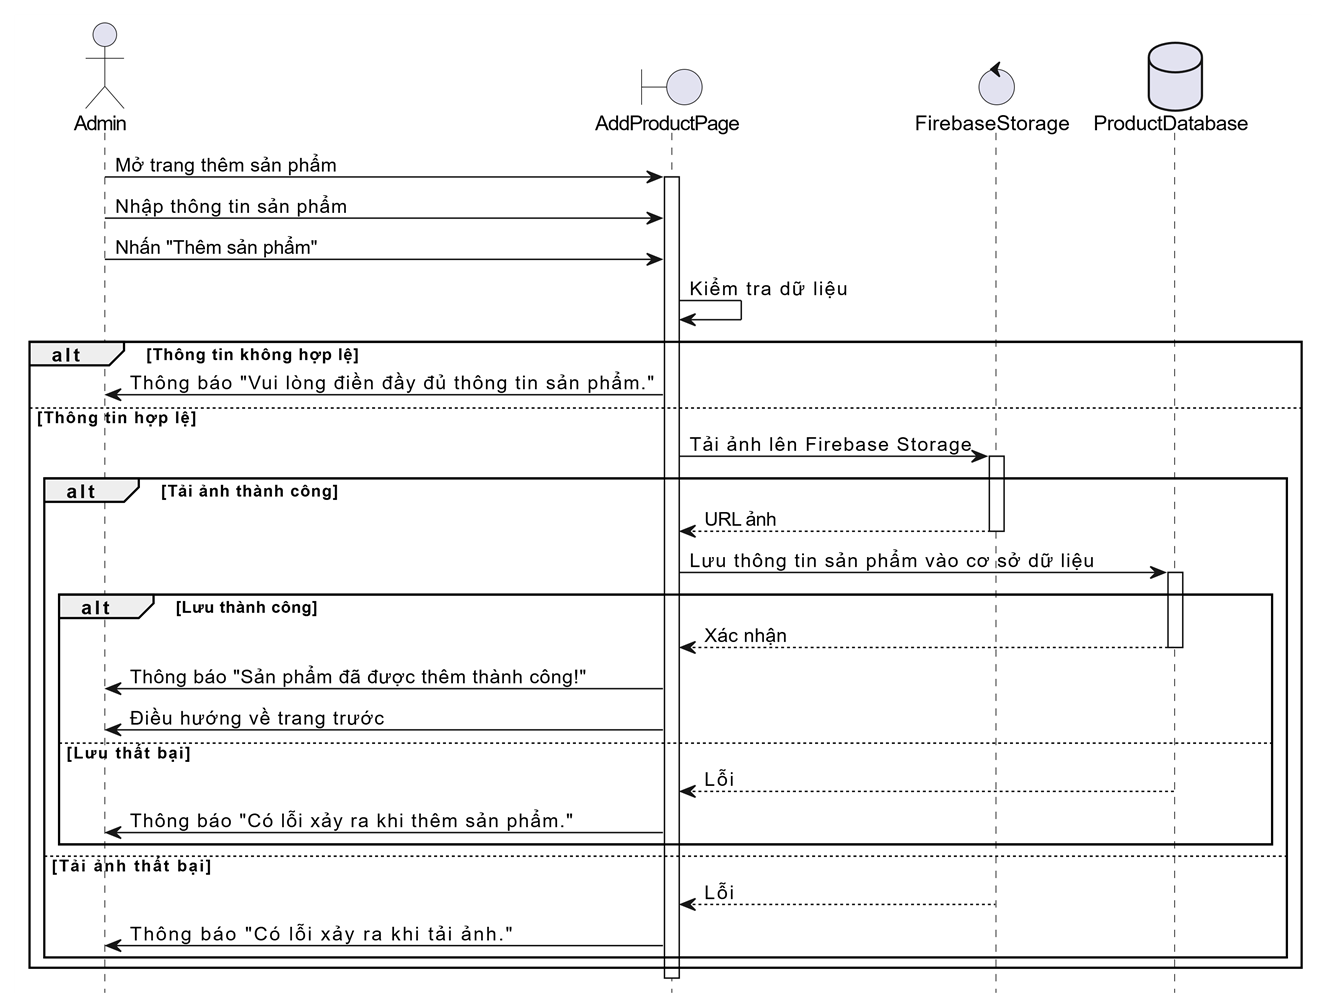 Admin
AddProductPage
FirebaseStorage
ProductDatabase
Mở trang thêm sản phẩm
Nhập thông tin sản phẩm
Nhấn "Thêm sản phẩm"
Kiểm tra dữ liệu
alt
[Thông tin không hợp lệ]
Thông báo "Vui lòng điền đầy đủ thông tin sản phẩm."
[Thông tin hợp lệ]
Tải ảnh lên Firebase Storage
alt
[Tải ảnh thành công]
URL ảnh
Lưu thông tin sản phẩm vào cơ sở dữ liệu
alt
[Lưu thành công]
Xác nhận
Thông báo "Sản phẩm đã được thêm thành công!"
Điều hướng về trang trước
[Lưu thất bại]
Lỗi
Thông báo "Có lỗi xảy ra khi thêm sản phẩm."
[Tải ảnh thất bại]
Lỗi
Thông báo "Có lỗi xảy ra khi tải ảnh."